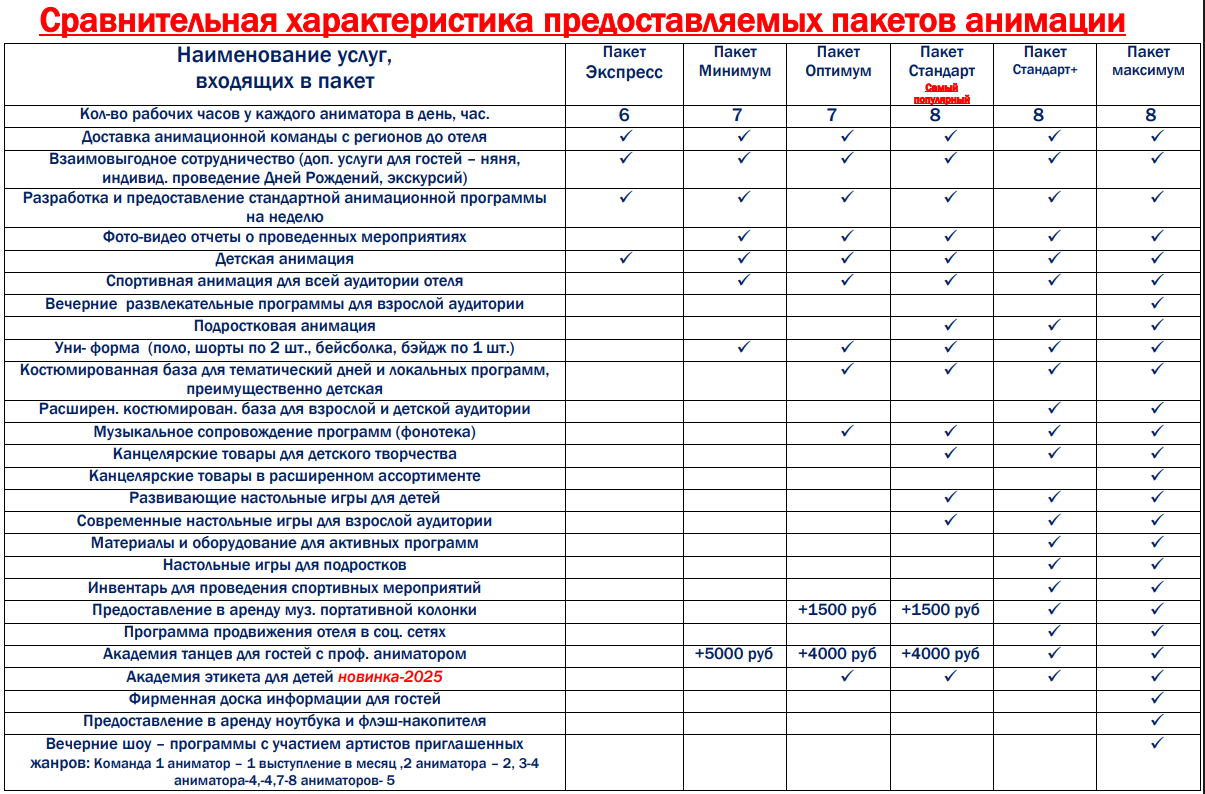 Сравнительная характеристика предоставляемых пакетов анимации
Наименование услуг,
входящих в пакет
Пакет
Экспресс
Пакет
Минимум
Пакет
Оптимум
Пакет
Стандарт
Самый
популярный
Пакет
Стандарт+
Пакет
максимум
Кол-во рабочих часов у каждого аниматора в день, час. 6 7 7 8 8 8
Доставка анимационной команды с регионов до отеля ✓ ✓ ✓ ✓ ✓ ✓
Взаимовыгодное сотрудничество (доп. услуги для гостей – няня, ✓ ✓ ✓ ✓ ✓ ✓
индивид. проведение Дней Рождений, экскурсий)
Разработка и предоставление стандартной анимационной программы ✓ ✓ ✓ ✓ ✓ ✓
на неделю
Фото-видео отчеты о проведенных мероприятиях ✓ ✓ ✓ ✓ ✓
Детская анимация ✓ ✓ ✓ ✓ ✓ ✓
Спортивная анимация для всей аудитории отеля ✓ ✓ ✓ ✓ ✓
Вечерние развлекательные программы для взрослой аудитории ✓
Подростковая анимация ✓ ✓ ✓
Уни- форма (поло, шорты по 2 шт., бейсболка, бэйдж по 1 шт.) ✓ ✓ ✓ ✓ ✓
Костюмированная база для тематический дней и локальных программ, ✓ ✓ ✓ ✓
преимущественно детская
Расширен. костюмирован. база для взрослой и детской аудитории ✓ ✓
Музыкальное сопровождение программ (фонотека) ✓ ✓ ✓ ✓
Канцелярские товары для детского творчества ✓ ✓ ✓
Канцелярские товары в расширенном ассортименте ✓
Развивающие настольные игры для детей ✓ ✓ ✓
Современные настольные игры для взрослой аудитории ✓ ✓ ✓
Материалы и оборудование для активных программ ✓ ✓
Настольные игры для подростков ✓ ✓
Инвентарь для проведения спортивных мероприятий ✓ ✓
Предоставление в аренду муз. портативной колонки +1500 руб +1500 руб ✓ ✓
Программа продвижения отеля в соц. сетях ✓ ✓
Академия танцев для гостей с проф. аниматором +5000 руб +4000 руб +4000 руб ✓ ✓
Академия этикета для детей новинка-2025 ✓ ✓ ✓ ✓
Фирменная доска информации для гостей ✓
Предоставление в аренду ноутбука и флэш-накопителя ✓
Вечерние шоу – программы с участием артистов приглашенных ✓
жанров: Команда 1 аниматор – 1 выступление в месяц ,2 аниматора – 2, 3-4
аниматора-4,-4,7-8 аниматоров- 5